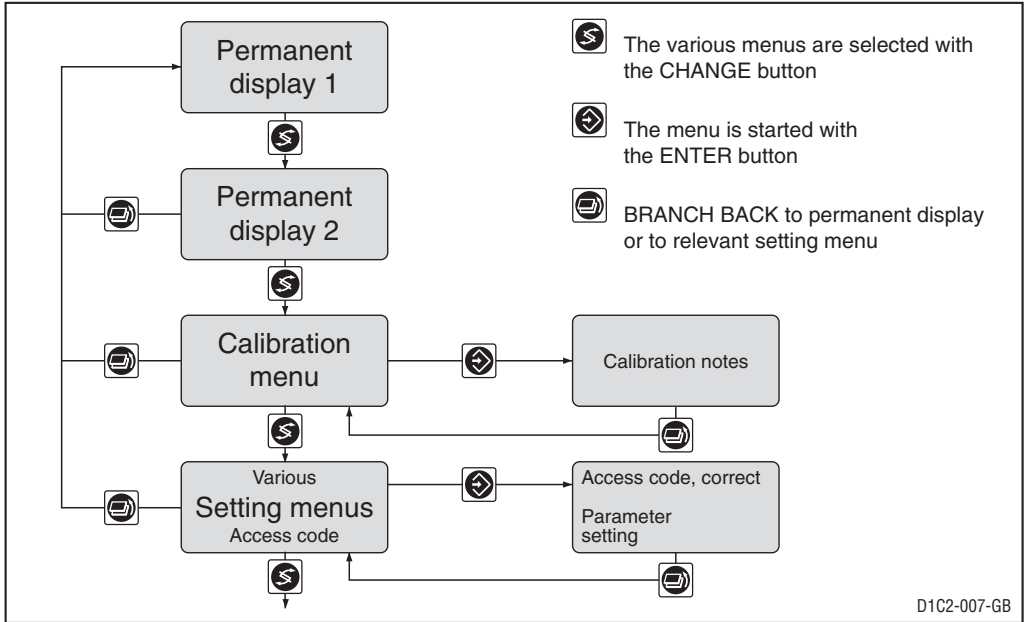 Permanent
display 1
The various menus are selected with
the CHANGE button
The menu is started with
the ENTER button
Permanent
display 2
BRANCH BACK to permanent display
or to relevant setting menu
Calibration
menu
Calibration notes
Various
Setting menus
Access code
Access code, correct
Parameter
setting
D1C2-007-GB